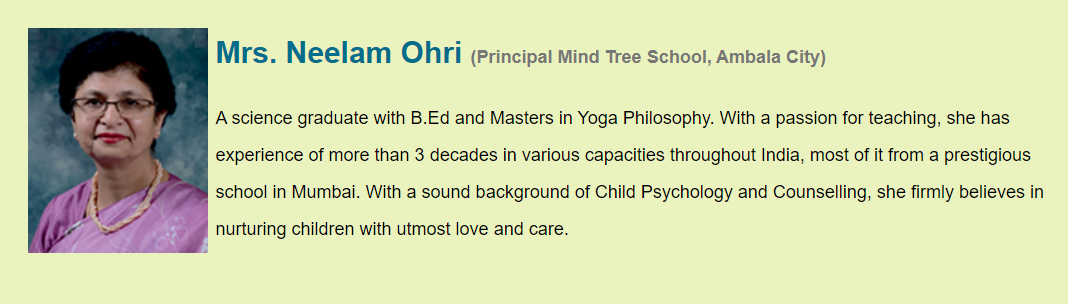 Mrs. Neelam Ohri (Principal Mind Tree School, Ambala City)
A science graduate with B.Ed and Masters in Yoga Philosophy. With a passion for teaching, she has
experience of more than 3 decades in various capacities throughout India, most of it from a prestigious
school in Mumbai. With a sound background of Child Psychology and Counselling, she firmly believes in
nurturing children with utmost love and care.